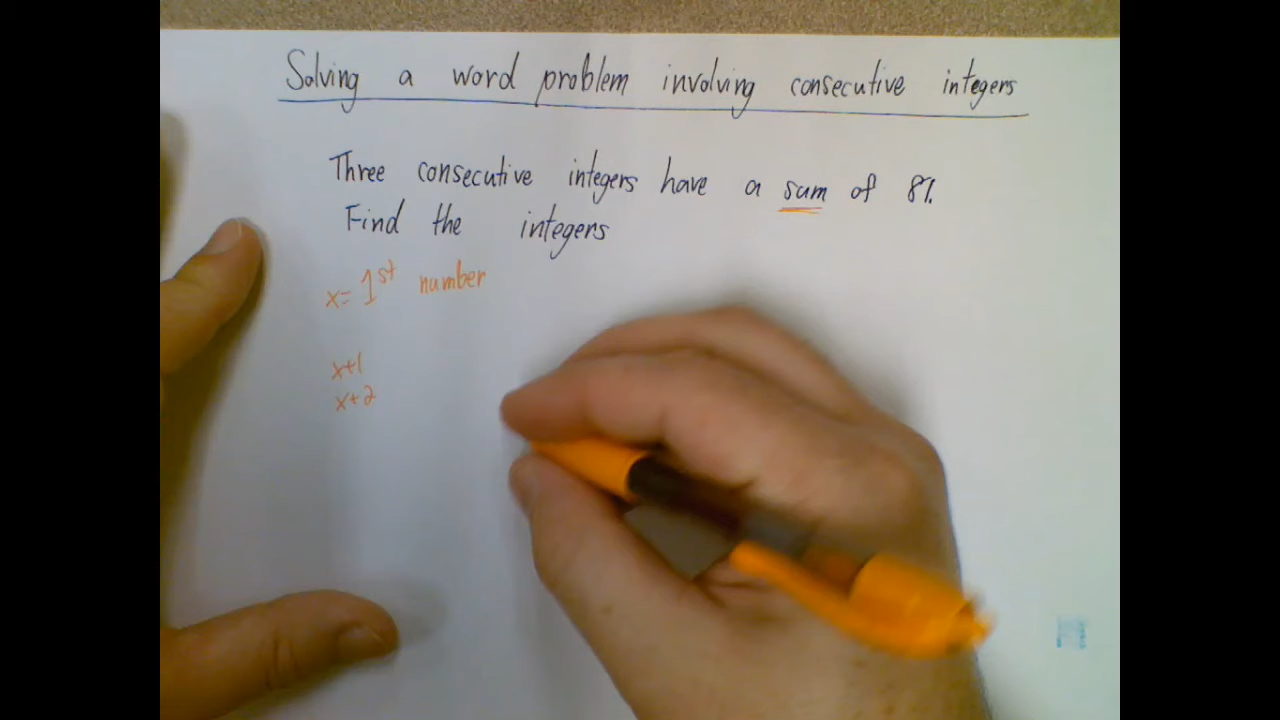 Solving a word problem involving consecutive integers
Three consecutive integers have a sum of 81.
Find the integers
x= 1st number
x+1
x+2